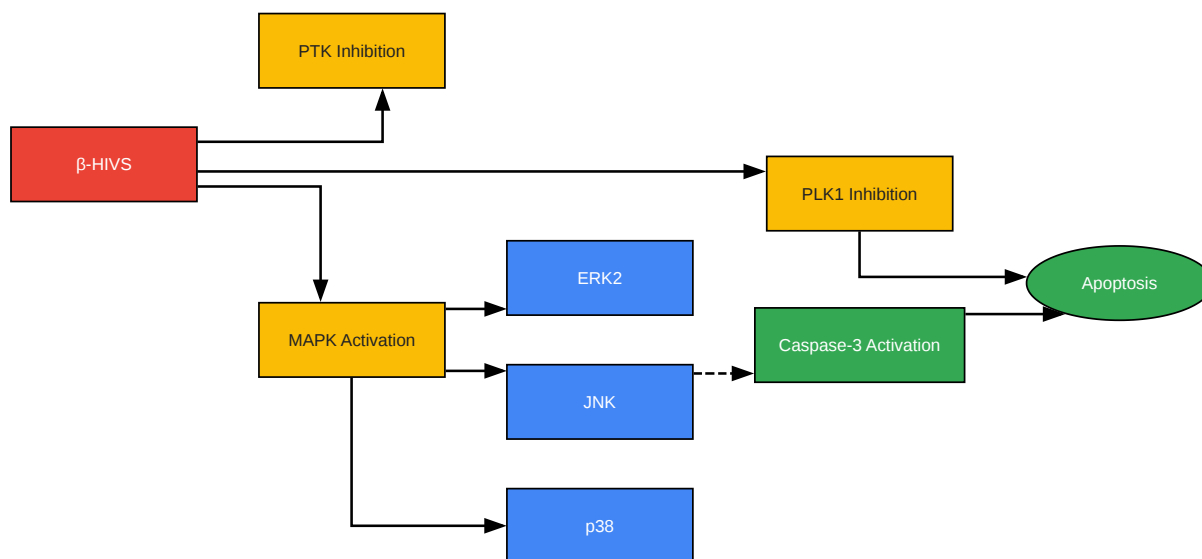 PTK Inhibition
β-HIVS
PLK1 Inhibition
ERK2
Apoptosis
MAPK Activation
Caspase-3 Activation
JNK
p38